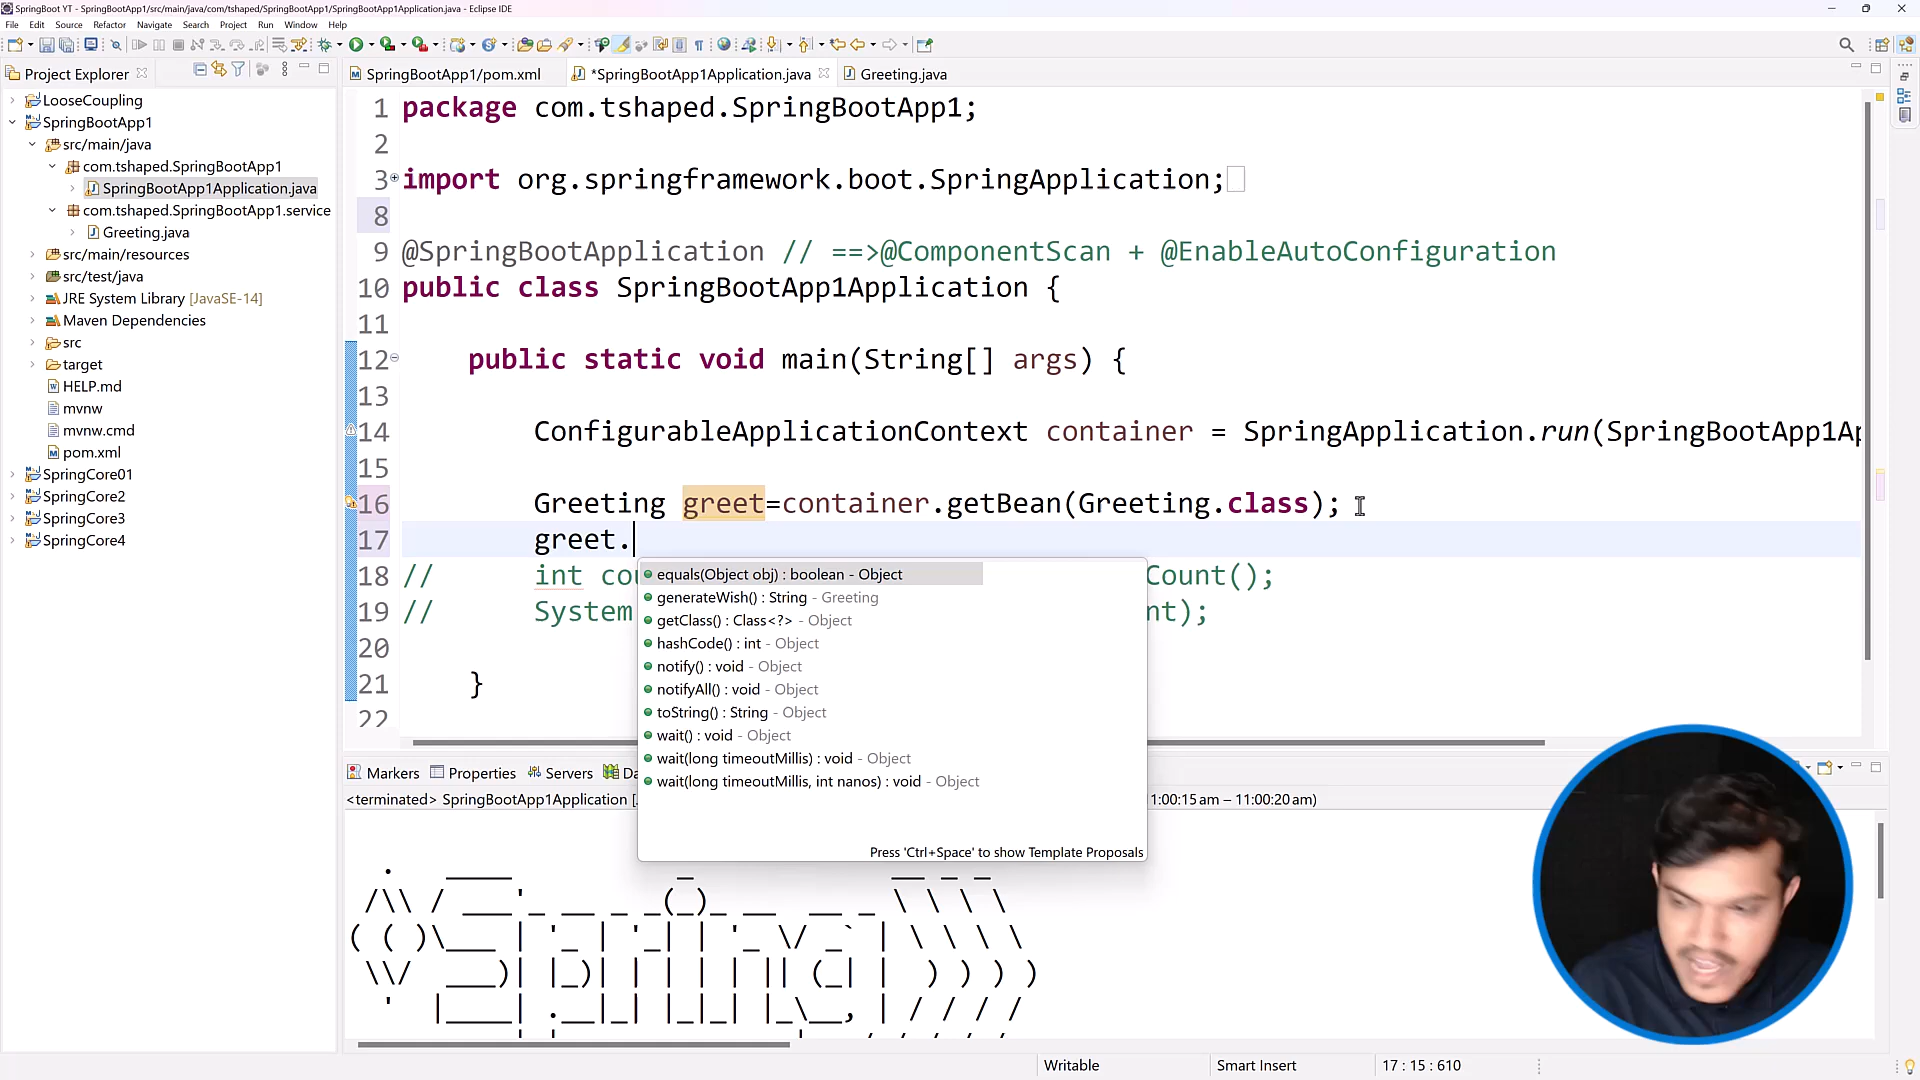 SpringBoot YT - SpringBootApp1/src/main/java/com/tshaped/SpringBootApp1/SpringBootApp1Application.java - Eclipse IDE
File Edit Source Refactor Navigate Search Project Run Window Help
Project Explorer
SpringBootApp1/pom.xml
*SpringBootApp1Application.java
Greeting.java
LooseCoupling
SpringBootApp1
src/main/java
com.tshaped.SpringBootApp1
SpringBootApp1Application.java
com.tshaped.SpringBootApp1.service
Greeting.java
src/main/resources
src/test/java
JRE System Library [JavaSE-14]
Maven Dependencies
src
target
HELP.md
mvnw
mvnw.cmd
pom.xml
SpringCore01
SpringCore2
SpringCore3
SpringCore4
1 package com.tshaped.SpringBootApp1;
2
3 import org.springframework.boot.SpringApplication;
8
9 @SpringBootApplication // ==>@ComponentScan + @EnableAutoConfiguration
10 public class SpringBootApp1Application {
11
12 public static void main(String[] args) {
13
14 ConfigurableApplicationContext container = SpringApplication.run(SpringBootApp1Ap
15
16 Greeting greet=container.getBean(Greeting.class);
17 greet.
18 // int cou Count();
19 // System nt);
20
21 }
22
equals(Object obj) : boolean - Object
generateWish() : String - Greeting
getClass() : Class<?> - Object
hashCode() : int - Object
notify() : void - Object
notifyAll() : void - Object
toString() : String - Object
wait() : void - Object
wait(long timeoutMillis) : void - Object
wait(long timeoutMillis, int nanos) : void - Object
Press 'Ctrl+Space' to show Template Proposals
Markers Properties Servers Da
<terminated> SpringBootApp1Application [ 1:00:15 am – 11:00:20 am)
Spring
Writable
Smart Insert
17 : 15 : 610